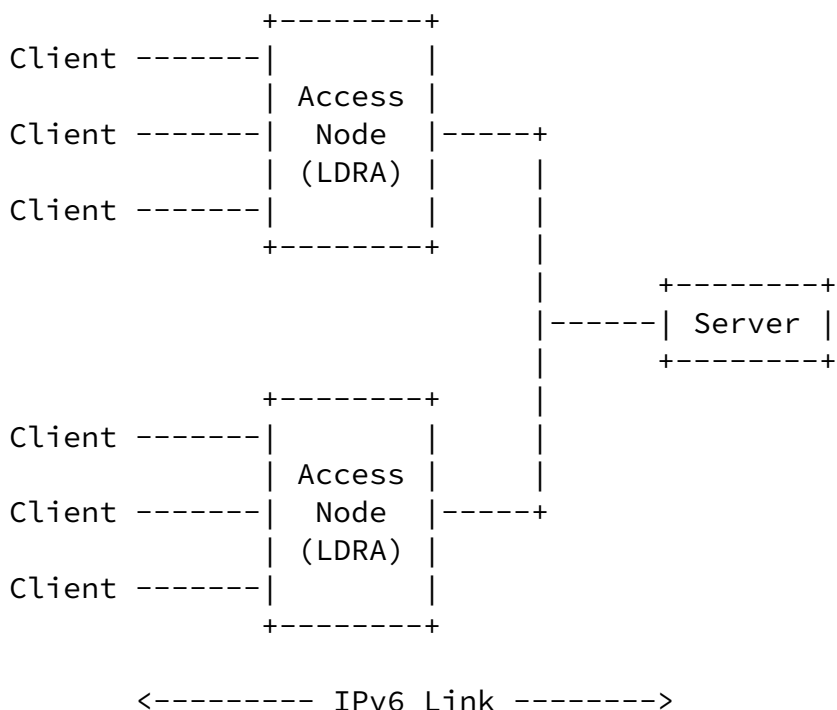 +--------+
Client -------|        |
| Access |
Client -------|  Node  |-----+
| (LDRA) |     |
Client -------|        |     |
+--------+     |
|      +--------+
|------| Server |
|      +--------+
+--------+     |
Client -------|        |     |
| Access |     |
Client -------|  Node  |-----+
| (LDRA) |
Client -------|        |
+--------+
<--------- IPv6 Link -------->